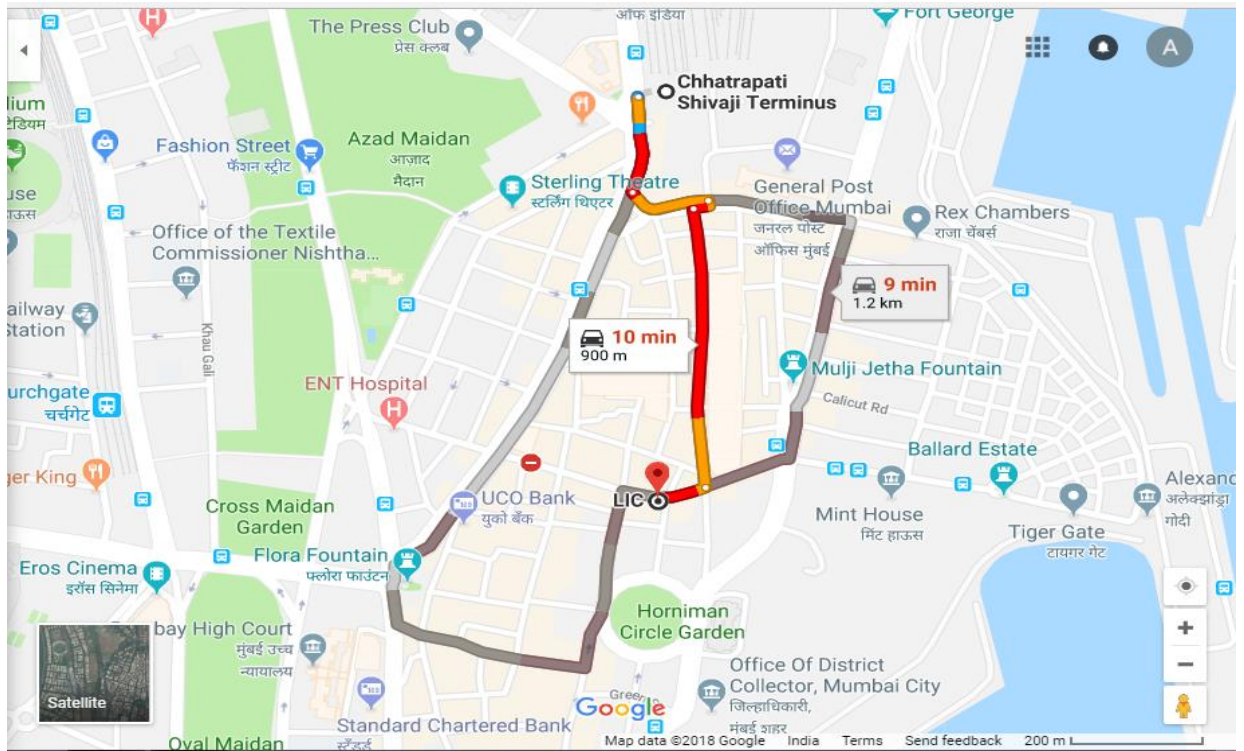 ऑफ इंडिया
Fort George
The Press Club
प्रेस क्लब
A
Chhatrapati
Shivaji Terminus
dium
टेडियम
Fashion Street
फॅशन स्ट्रीट
Azad Maidan
आज़ाद
मैदान
Sterling Theatre
स्टर्लिंग थिएटर
General Post
Office Mumbai
जनरल पोस्ट
ऑफिस मुंबई
Rex Chambers
राजा चेंबर्स
use
हाऊस
Office of the Textile
Commissioner Nishtha...
9 min
1.2 km
ailway
Station
Khau Gali
10 min
900 m
Mulji Jetha Fountain
ENT Hospital
Calicut Rd
urchgate
चर्चगेट
Ballard Estate
ger King
UCO Bank
युको बँक
LIC
Alexand
अलेक्झांड्रा
गोदी
Cross Maidan
Garden
Mint House
मिंट हाऊस
Tiger Gate
टायगर गेट
Flora Fountain
फ्लोरा फाउंटन
Eros Cinema
इरॉस सिनेमा
Horniman
Circle Garden
bay High Court
मुंबई उच्च
न्यायालय
Office Of District
Collector, Mumbai City
जिल्हाधिकारी,
मुंबई शहर
Satellite
Google
Standard Chartered Bank
Oval Maidan
Map data ©2018 Google India Terms Send feedback 200 m